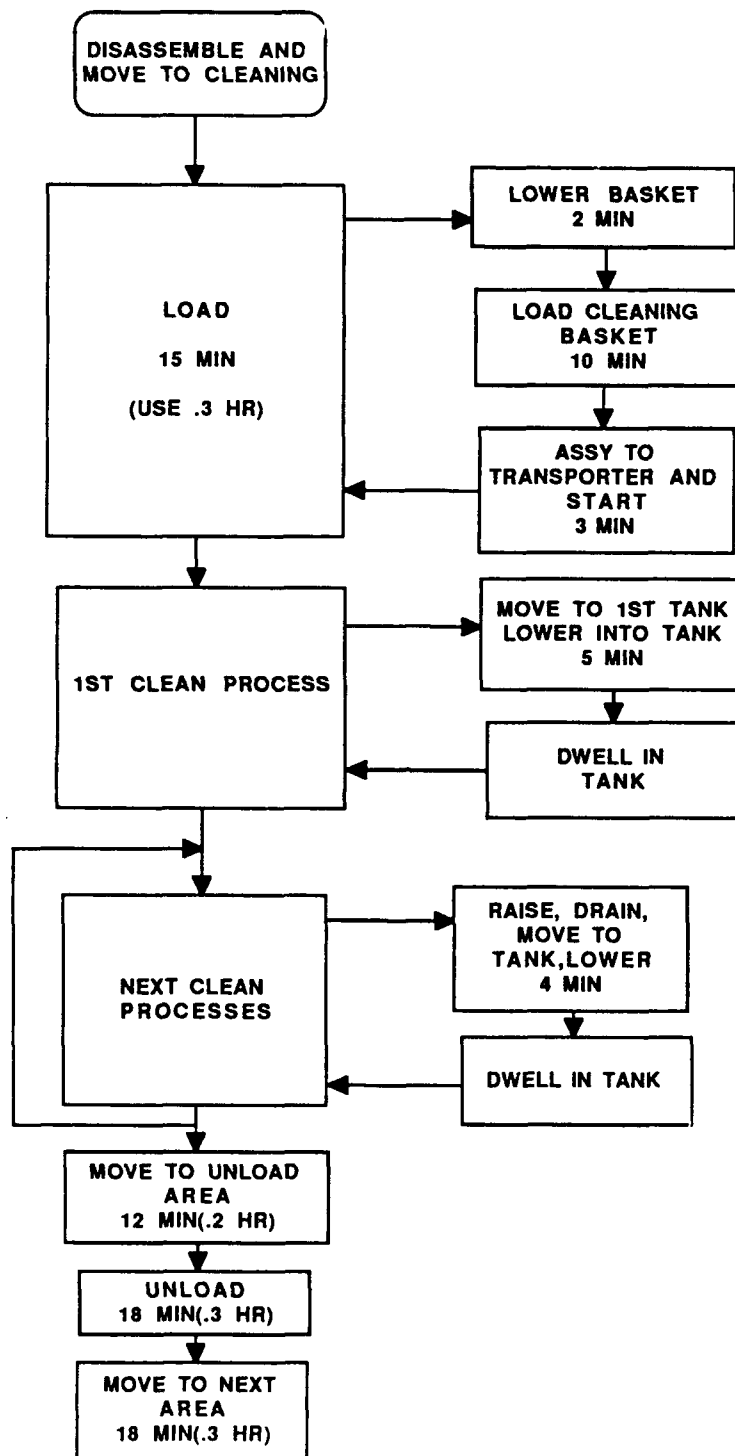 DISASSEMBLE AND
MOVE TO CLEANING
LOAD
15 MIN
(USE .3 HR)
LOWER BASKET
2 MIN
LOAD CLEANING
BASKET
10 MIN
ASSY TO
TRANSPORTER AND
START
3 MIN
1ST CLEAN PROCESS
MOVE TO 1ST TANK
LOWER INTO TANK
5 MIN
DWELL IN
TANK
NEXT CLEAN
PROCESSES
RAISE, DRAIN,
MOVE TO
TANK,LOWER
4 MIN
DWELL IN TANK
MOVE TO UNLOAD
AREA
12 MIN(.2 HR)
UNLOAD
18 MIN(.3 HR)
MOVE TO NEXT
AREA
18 MIN(.3 HR)